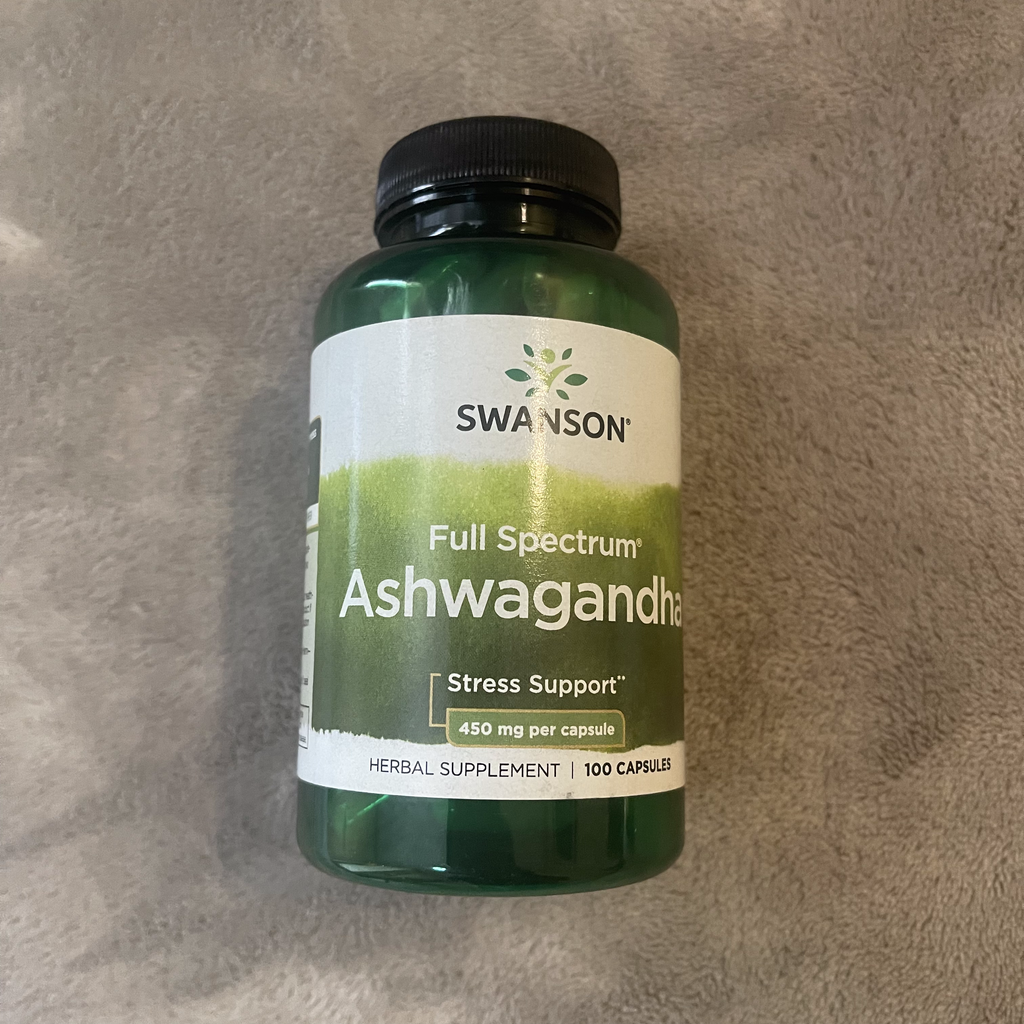 SWANSON®
Full Spectrum®
Ashwagandha
Stress Support**
450 mg per capsule
HERBAL SUPPLEMENT | 100 CAPSULES